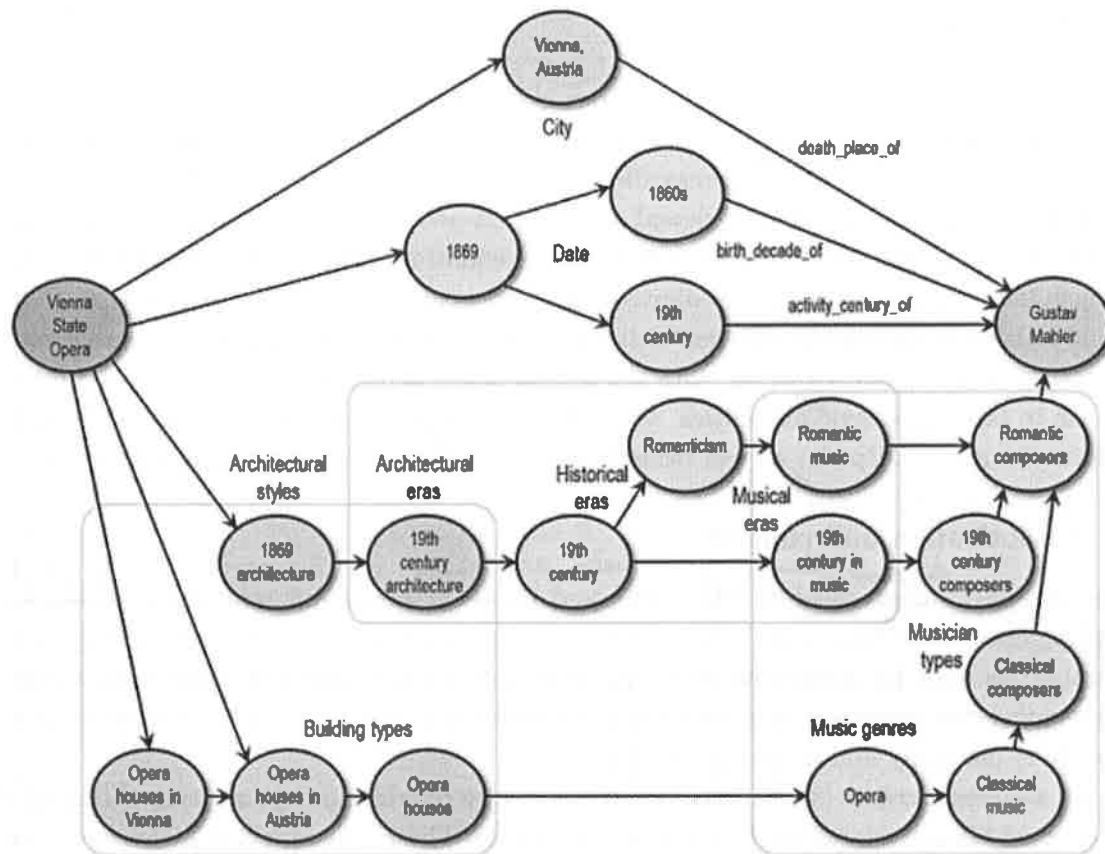 Vienna,
Austria
City
death_place_of
1860s
1869
Date
birth_decade_of
19th
century
activity_century_of
Vienna
State
Opera
Gustav
Mahler
Romanticism
Romantic
music
Romantic
composers
Architectural
styles
Architectural
eras
Historical
eras
Musical
eras
1869
architecture
19th
century
architecture
19th
century
19th
century in
music
19th
century
composers
Musician
types
Classical
composers
Building types
Music genres
Opera
houses in
Vienna
Opera
houses in
Austria
Opera
houses
Opera
Classical
music